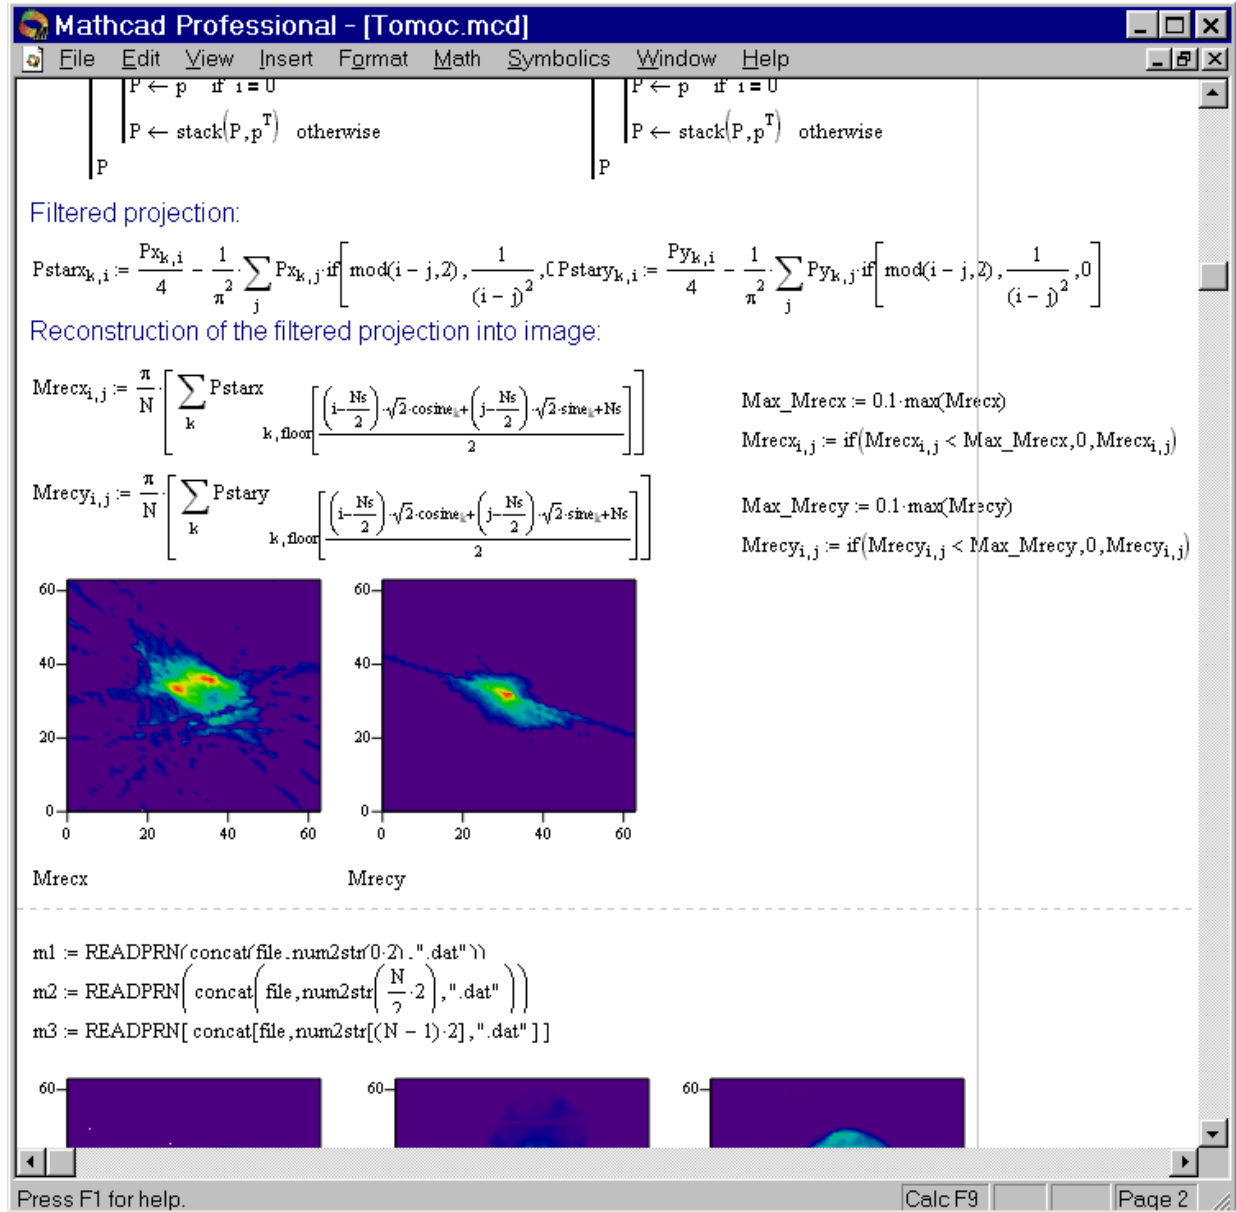 Mathcad Professional - [Tomoc.mcd]
File Edit View Insert Format Math Symbolics Window Help
P ← p if i = 0 P ← p if i = 0
P ← stack(P,p^T) otherwise P ← stack(P,p^T) otherwise
P P
Filtered projection:
Pstarx_k,i := Px_k,i/4 − 1/π^2 · ∑_j Px_k,j·if[mod(i − j,2),1/(i − j)^2,0 Pstary_k,i := Py_k,i/4 − 1/π^2 · ∑_j Py_k,j·if[mod(i − j,2),1/(i − j)^2,0]
Reconstruction of the filtered projection into image:
Mrecx_i,j := π/N·[∑_k Pstarx_k,floor[((i−Ns/2)·√2·cosine_k+(j−Ns/2)·√2·sine_k+Ns)/2]]
Max_Mrecx := 0.1·max(Mrecx)
Mrecx_i,j := if(Mrecx_i,j < Max_Mrecx,0,Mrecx_i,j)
Mrecy_i,j := π/N·[∑_k Pstary_k,floor[((i−Ns/2)·√2·cosine_k+(j−Ns/2)·√2·sine_k+Ns)/2]]
Max_Mrecy := 0.1·max(Mrecy)
Mrecy_i,j := if(Mrecy_i,j < Max_Mrecy,0,Mrecy_i,j)
60 60
40 40
20 20
0 0
0 20 40 60 0 20 40 60
Mrecx Mrecy
m1 := READPRN(concat(file,num2str(0·2),".dat"))
m2 := READPRN(concat(file,num2str(N/2·2),".dat"))
m3 := READPRN[concat[file,num2str[(N − 1)·2],".dat"]]
60 60 60
Press F1 for help. Calc F9 Page 2